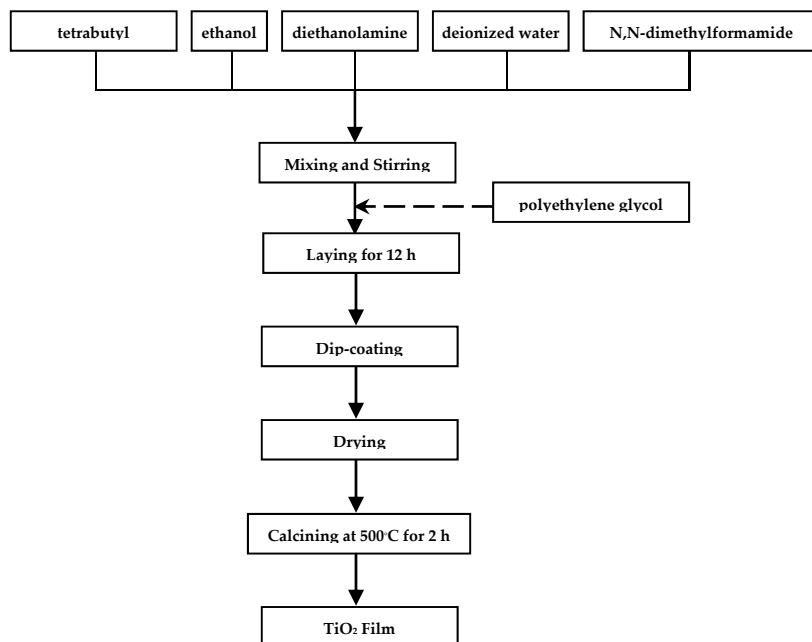 tetrabutyl
ethanol
diethanolamine
deionized water
N,N-dimethylformamide
Mixing and Stirring
polyethylene glycol
Laying for 12 h
Dip-coating
Drying
Calcining at 500°C for 2 h
TiO₂ Film